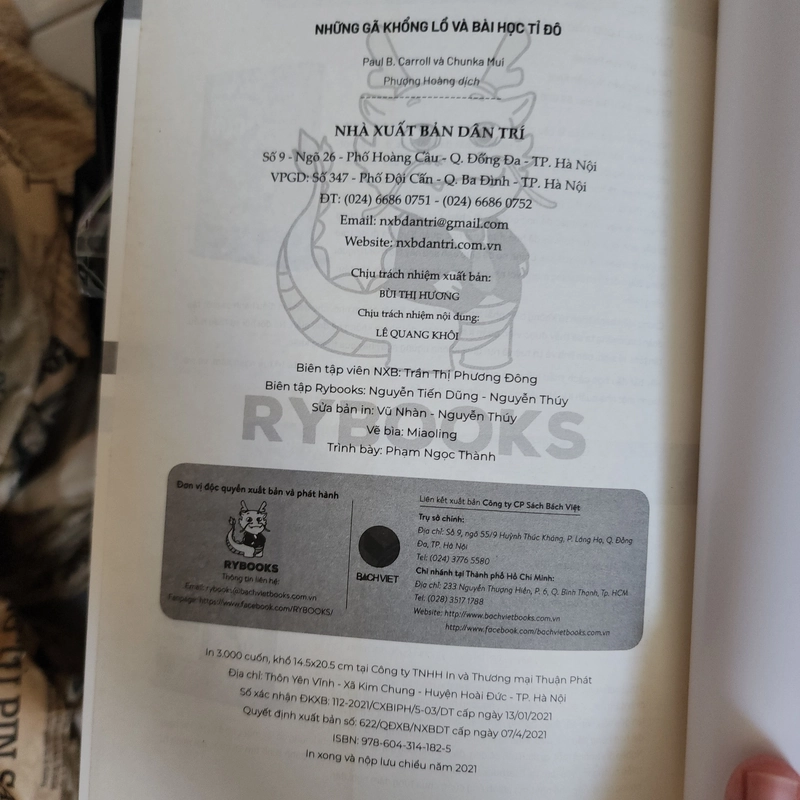 NHỮNG GÃ KHỔNG LỒ VÀ BÀI HỌC TỈ ĐÔ
Paul B. Carroll và Chunka Mui
Phượng Hoàng dịch
NHÀ XUẤT BẢN DÂN TRÍ
Số 9 - Ngõ 26 - Phố Hoàng Cầu - Q. Đống Đa - TP. Hà Nội
VPGD: Số 347 - Phố Đội Cấn - Q. Ba Đình - TP. Hà Nội
ĐT: (024) 6686 0751 - (024) 6686 0752
Email: nxbdantri@gmail.com
Website: nxbdantri.com.vn
Chịu trách nhiệm xuất bản:
BÙI THỊ HƯƠNG
Chịu trách nhiệm nội dung:
LÊ QUANG KHÔI
Biên tập viên NXB: Trần Thị Phương Đông
Biên tập Rybooks: Nguyễn Tiến Dũng - Nguyễn Thúy
Sửa bản in: Vũ Nhàn - Nguyễn Thúy
Vẽ bìa: Miaoling
Trình bày: Phạm Ngọc Thành
RYBOOKS
Đơn vị độc quyền xuất bản và phát hành
RYBOOKS
Thông tin liên hệ:
Email: rybooks@bachvietbooks.com.vn
Fanpage: https://www.facebook.com/RYBOOKS/
BACHVIET
Liên kết xuất bản Công ty CP Sách Bách Việt
Trụ sở chính:
Địa chỉ: Số 9, ngõ 55/9 Huỳnh Thúc Kháng, P. Láng Hạ, Q. Đống
Đa, TP. Hà Nội
Tel: (024) 3776 5580
Chi nhánh tại Thành phố Hồ Chí Minh:
Địa chỉ: 233 Nguyễn Thượng Hiền, P. 6, Q. Bình Thạnh, Tp. HCM
Tel. (028) 3517 1788
Website: http://www.bachvietbooks.com.vn
http://www.facebook.com/bachvietbooks.com.vn
In 3.000 cuốn, khổ 14.5x20.5 cm tại Công ty TNHH In và Thương mại Thuận Phát
Địa chỉ: Thôn Yên Vĩnh - Xã Kim Chung - Huyện Hoài Đức - TP. Hà Nội
Số xác nhận ĐKXB: 112-2021/CXBIPH/5-03/DT cấp ngày 13/01/2021
Quyết định xuất bản số: 622/QĐXB/NXBDT cấp ngày 07/4/2021
ISBN: 978-604-314-182-5
In xong và nộp lưu chiểu năm 2021